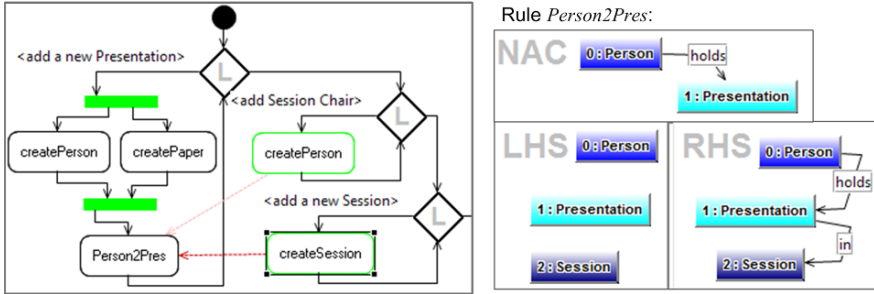 Rule Person2Pres:
<add a new Presentation>
L
<add Session Chair>
L
createPerson
createPaper
createPerson
<add a new Session>
L
Person2Pres
createSession
NAC
0 : Person
holds
1 : Presentation
LHS
0 : Person
1 : Presentation
2 : Session
RHS
0 : Person
holds
1 : Presentation
in
2 : Session